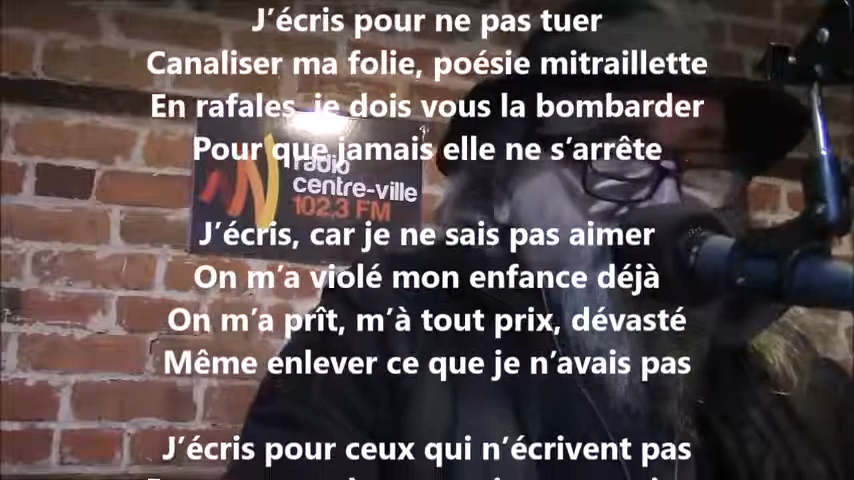 J'écris pour ne pas tuer
Canaliser ma folie, poésie mitraillette
En rafales, je dois vous la bombarder
Pour que jamais elle ne s'arrête
radio
centre-ville
102,3 FM
J'écris, car je ne sais pas aimer
On m'a violé mon enfance déjà
On m'a prît, m'à tout prix, dévasté
Même enlever ce que je n'avais pas
J'écris pour ceux qui n'écrivent pas